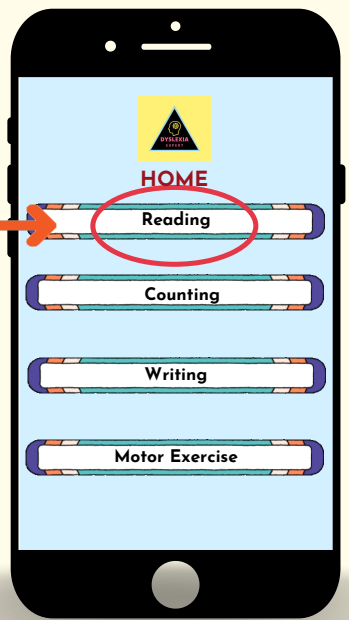 DYSLEXIA
EXPERT
HOME
Reading
Counting
Writing
Motor Exercise